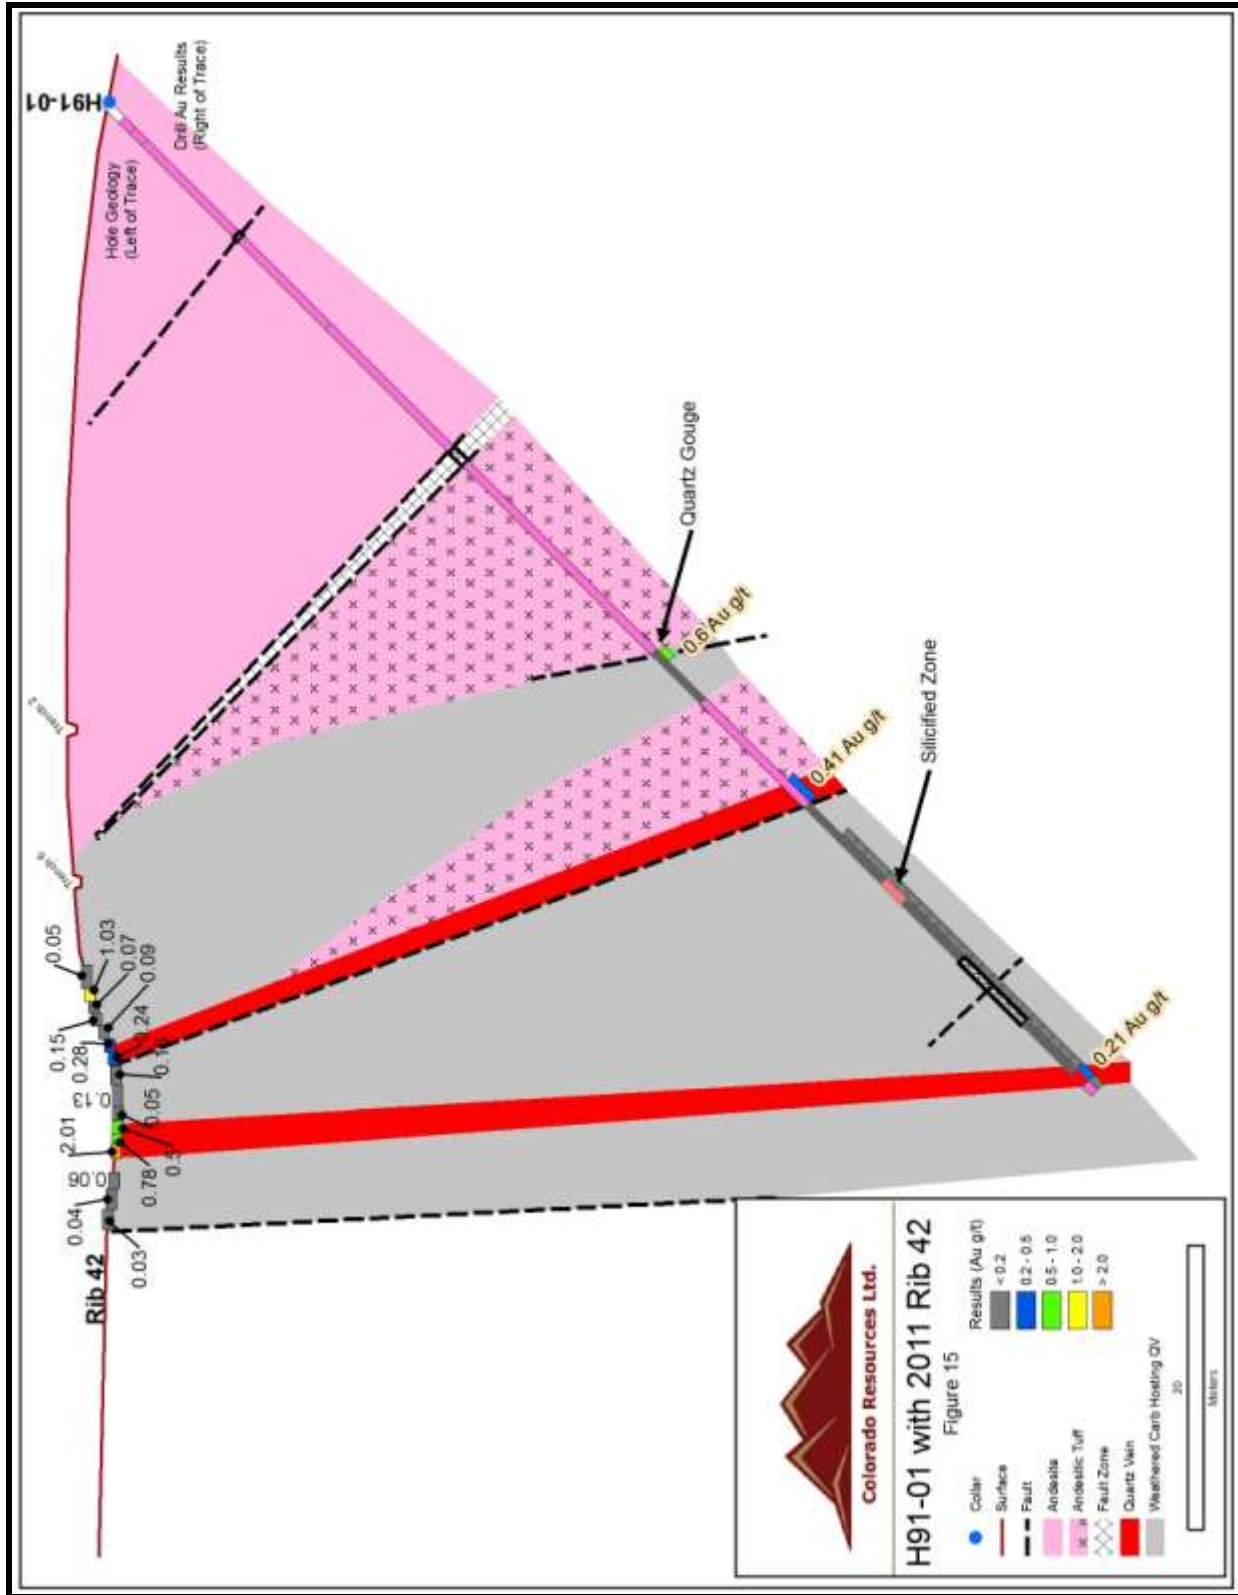 H91-01
Hole Geology
(Left of Trace)
Drill Au Results
(Right of Trace)
Trench 2
Trench 6
0.05
1.03
0.07
0.09
0.15
0.28
0.24
0.13
0.05
2.01
0.78
0.06
0.04
0.03
Rib 42
Quartz Gouge
0.6 Au g/t
0.41 Au g/t
Silicified Zone
0.21 Au g/t
Colorado Resources Ltd.
H91-01 with 2011 Rib 42
Figure 15
Collar
Surface
Fault
Andesite
Andesitic Tuff
Fault Zone
Quartz Vein
Weathered Carb Hosting QV
Results (Au g/t)
< 0.2
0.2 - 0.5
0.5 - 1.0
1.0 - 2.0
> 2.0
20
Meters